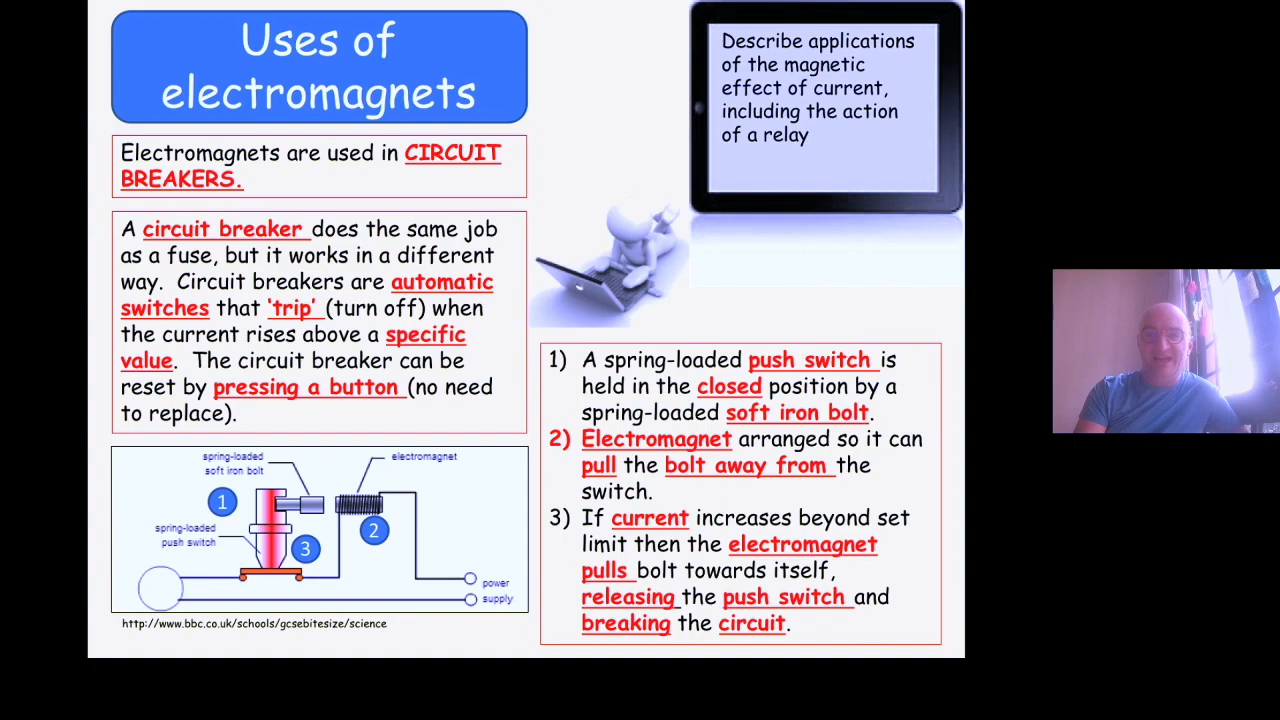 Uses of
electromagnets
Describe applications
of the magnetic
effect of current,
including the action
of a relay
Electromagnets are used in CIRCUIT
BREAKERS.
A circuit breaker does the same job
as a fuse, but it works in a different
way. Circuit breakers are automatic
switches that ‘trip’ (turn off) when
the current rises above a specific
value. The circuit breaker can be
reset by pressing a button (no need
to replace).
1) A spring-loaded push switch is
held in the closed position by a
spring-loaded soft iron bolt.
2) Electromagnet arranged so it can
pull the bolt away from the
switch.
3) If current increases beyond set
limit then the electromagnet
pulls bolt towards itself,
releasing the push switch and
breaking the circuit.
spring-loaded
soft iron bolt
electromagnet
1
2
spring-loaded
push switch
3
power
supply
http://www.bbc.co.uk/schools/gcsebitesize/science